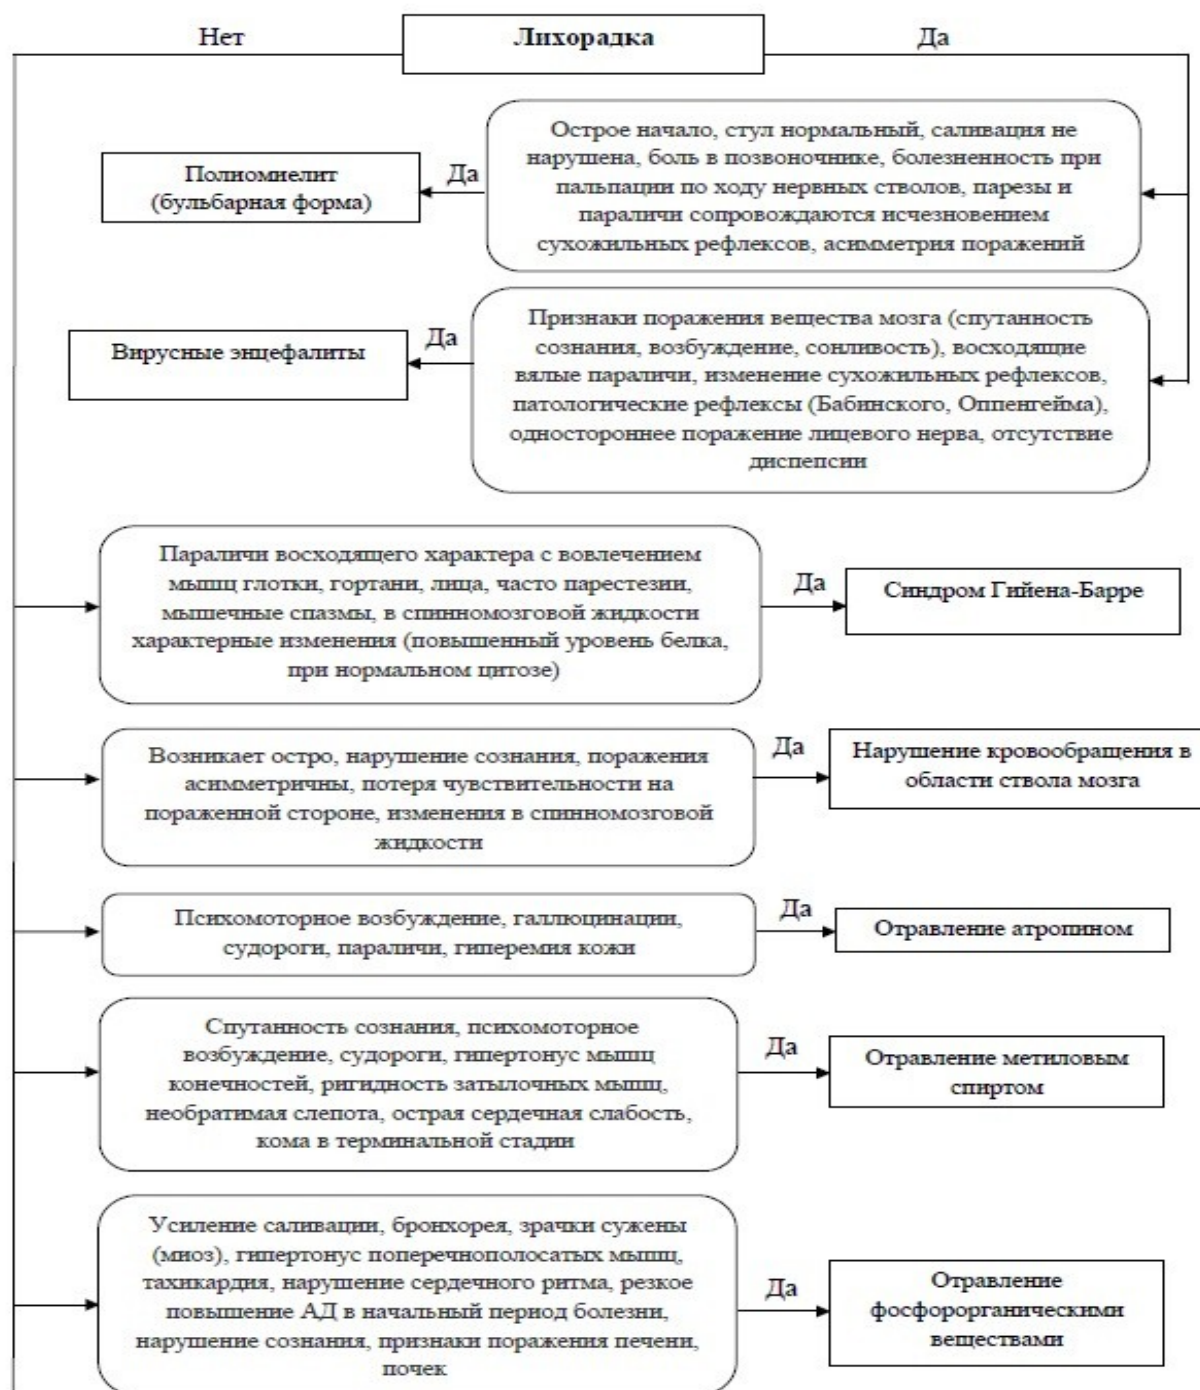 Нет
Лихорадка
Да
Острое начало, стул нормальный, саливация не
нарушена, боль в позвоночнике, болезненность при
пальпации по ходу нервных стволов, парезы и
параличи сопровождаются исчезновением
сухожильных рефлексов, асимметрия поражений
Да
Полиомиелит
(бульбарная форма)
Признаки поражения вещества мозга (спутанность
сознания, возбуждение, сонливость), восходящие
вялые параличи, изменение сухожильных рефлексов,
патологические рефлексы (Бабинского, Оппенгейма),
одностороннее поражение лицевого нерва, отсутствие
диспепсии
Да
Вирусные энцефалиты
Параличи восходящего характера с вовлечением
мышц глотки, гортани, лица, часто парестезии,
мышечные спазмы, в спинномозговой жидкости
характерные изменения (повышенный уровень белка,
при нормальном цитозе)
Да
Синдром Гийена-Барре
Возникает остро, нарушение сознания, поражения
асимметричны, потеря чувствительности на
пораженной стороне, изменения в спинномозговой
жидкости
Да
Нарушение кровообращения в
области ствола мозга
Психомоторное возбуждение, галлюцинации,
судороги, параличи, гиперемия кожи
Да
Отравление атропином
Спутанность сознания, психомоторное
возбуждение, судороги, гипертонус мышц
конечностей, ригидность затылочных мышц,
необратимая слепота, острая сердечная слабость,
кома в терминальной стадии
Да
Отравление метиловым
спиртом
Усиление саливации, бронхорея, зрачки сужены
(миоз), гипертонус поперечнополосатых мышц,
тахикардия, нарушение сердечного ритма, резкое
повышение АД в начальный период болезни,
нарушение сознания, признаки поражения печени,
почек
Да
Отравление
фосфорорганическими
веществами